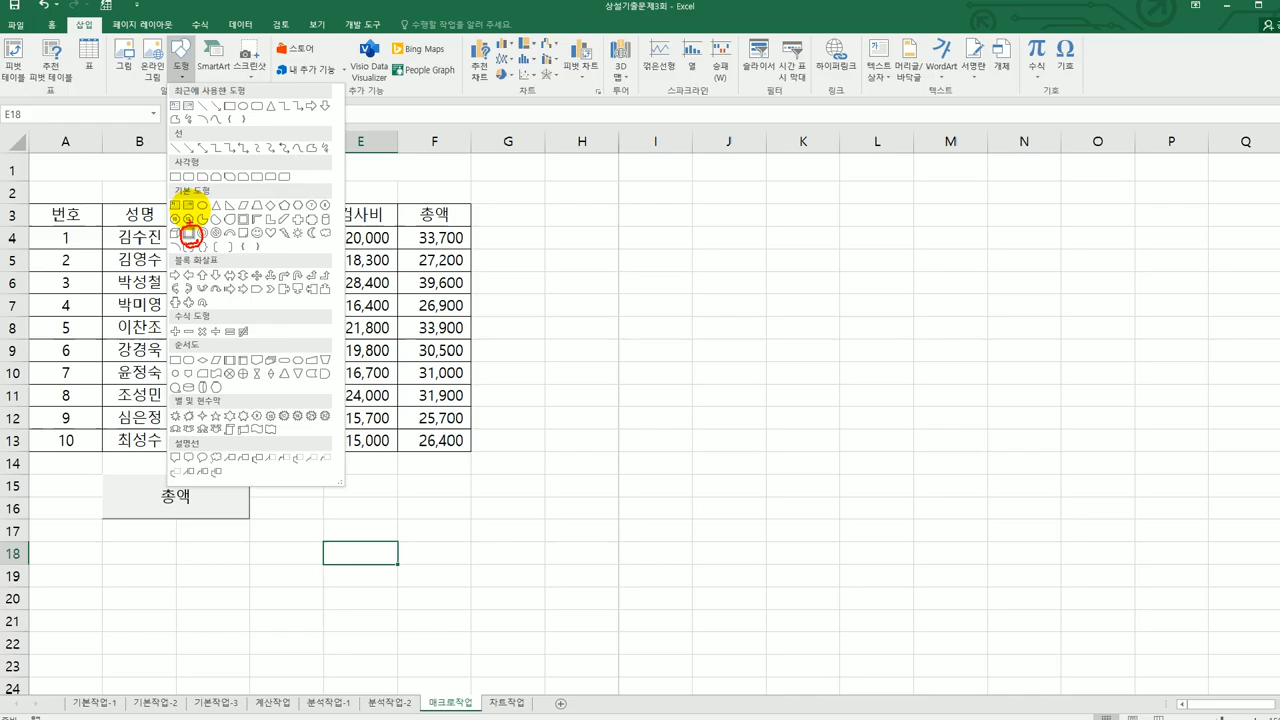 상설기출문제3회 - Excel
파일 홈 삽입 페이지 레이아웃 수식 데이터 검토 보기 개발 도구 수행할 작업을 알려 주세요.
피벗 테이블 추천 피벗 테이블 표 그림 온라인 그림 도형 SmartArt 스크린샷 스토어 내 추가 기능 Visio Data Visualizer Bing Maps People Graph 추천 차트 피벗 차트 3D 맵 꺾은선형 열 승패 슬라이서 시간 표시 막대 하이퍼링크 텍스트 상자 머리글/바닥글 WordArt 서명란 개체 수식 기호
표 추가 기능 차트 투어 스파크라인 필터 링크 텍스트 기호
E18
최근에 사용한 도형
선
사각형
기본 도형
블록 화살표
수식 도형
순서도
별 및 현수막
설명선
A B E F G H I J K L M N O P Q
1
2
3 번호 성명 검사비 총액
4 1 김수진 20,000 33,700
5 2 김영수 18,300 27,200
6 3 박성철 28,400 39,600
7 4 박미영 16,400 26,900
8 5 이찬조 21,800 33,900
9 6 강경욱 19,800 30,500
10 7 윤정숙 16,700 31,000
11 8 조성민 24,000 31,900
12 9 심은정 15,700 25,700
13 10 최성수 15,000 26,400
14
15
16 총액
17
18
19
20
21
22
23
24
기본작업-1 기본작업-2 기본작업-3 계산작업 분석작업-1 분석작업-2 매크로작업 차트작업